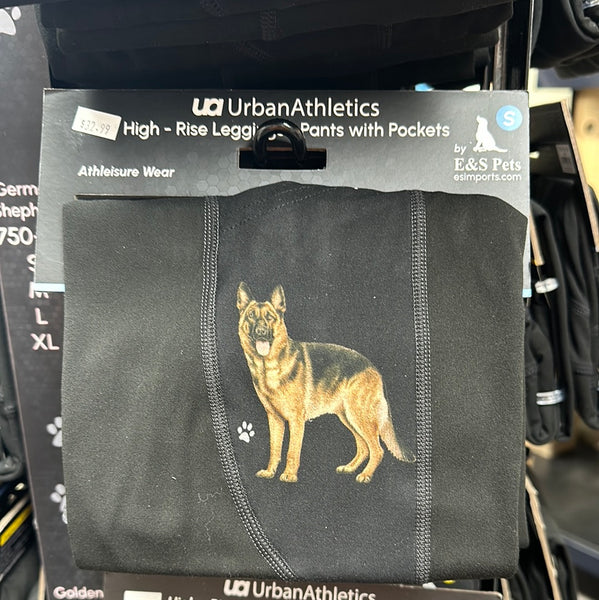 ua UrbanAthletics
$32.99
High - Rise Leggings Pants with Pockets
S
by
E&S Pets
esimports.com
Athleisure Wear
Germ
Sheph
750-
S
M
L
XL
Golden
ua UrbanAthletics